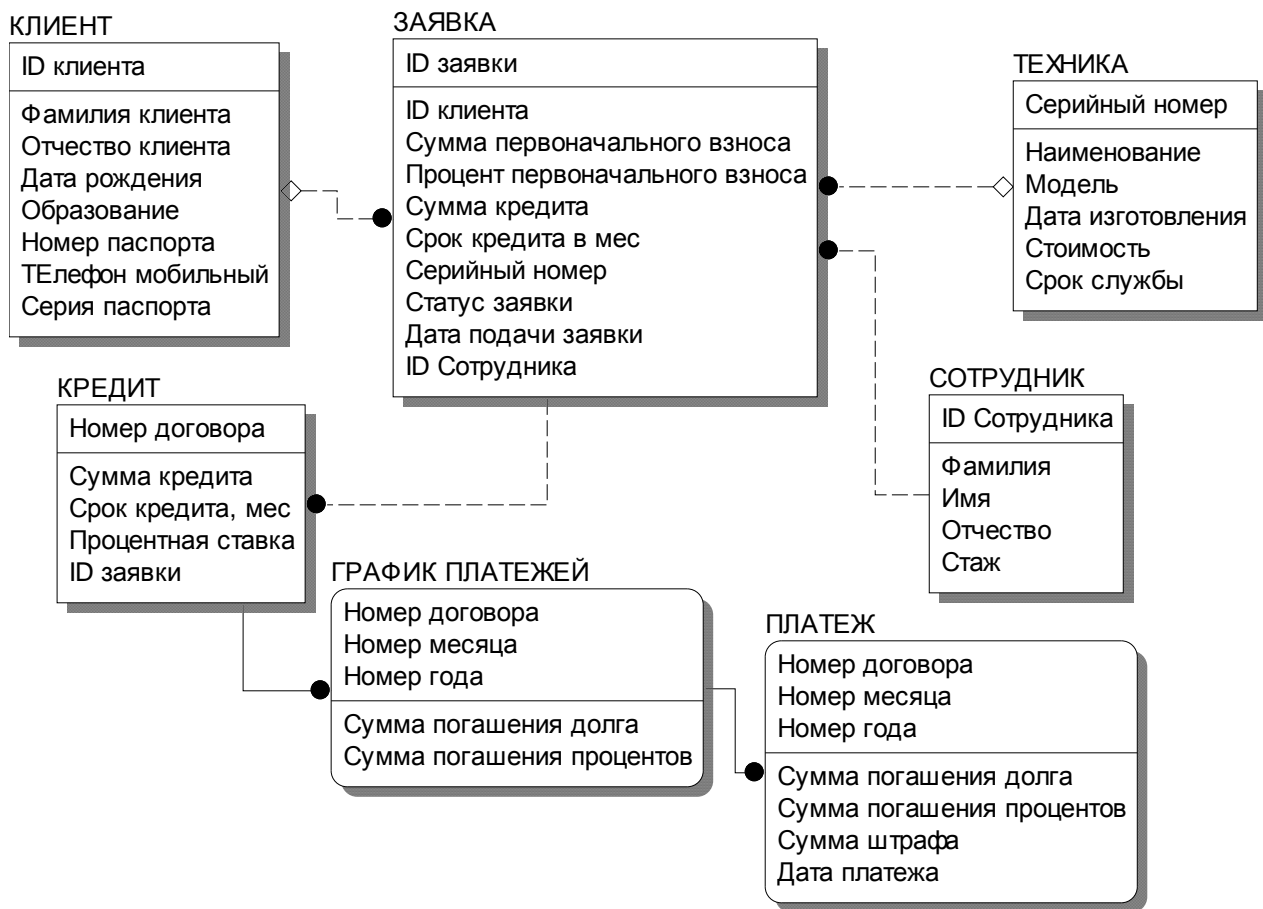 КЛИЕНТ
ID клиента
Фамилия клиента
Отчество клиента
Дата рождения
Образование
Номер паспорта
ТЕлефон мобильный
Серия паспорта
ЗАЯВКА
ID заявки
ID клиента
Сумма первоначального взноса
Процент первоначального взноса
Сумма кредита
Срок кредита в мес
Серийный номер
Статус заявки
Дата подачи заявки
ID Сотрудника
ТЕХНИКА
Серийный номер
Наименование
Модель
Дата изготовления
Стоимость
Срок службы
КРЕДИТ
Номер договора
Сумма кредита
Срок кредита, мес
Процентная ставка
ID заявки
СОТРУДНИК
ID Сотрудника
Фамилия
Имя
Отчество
Стаж
ГРАФИК ПЛАТЕЖЕЙ
Номер договора
Номер месяца
Номер года
Сумма погашения долга
Сумма погашения процентов
ПЛАТЕЖ
Номер договора
Номер месяца
Номер года
Сумма погашения долга
Сумма погашения процентов
Сумма штрафа
Дата платежа